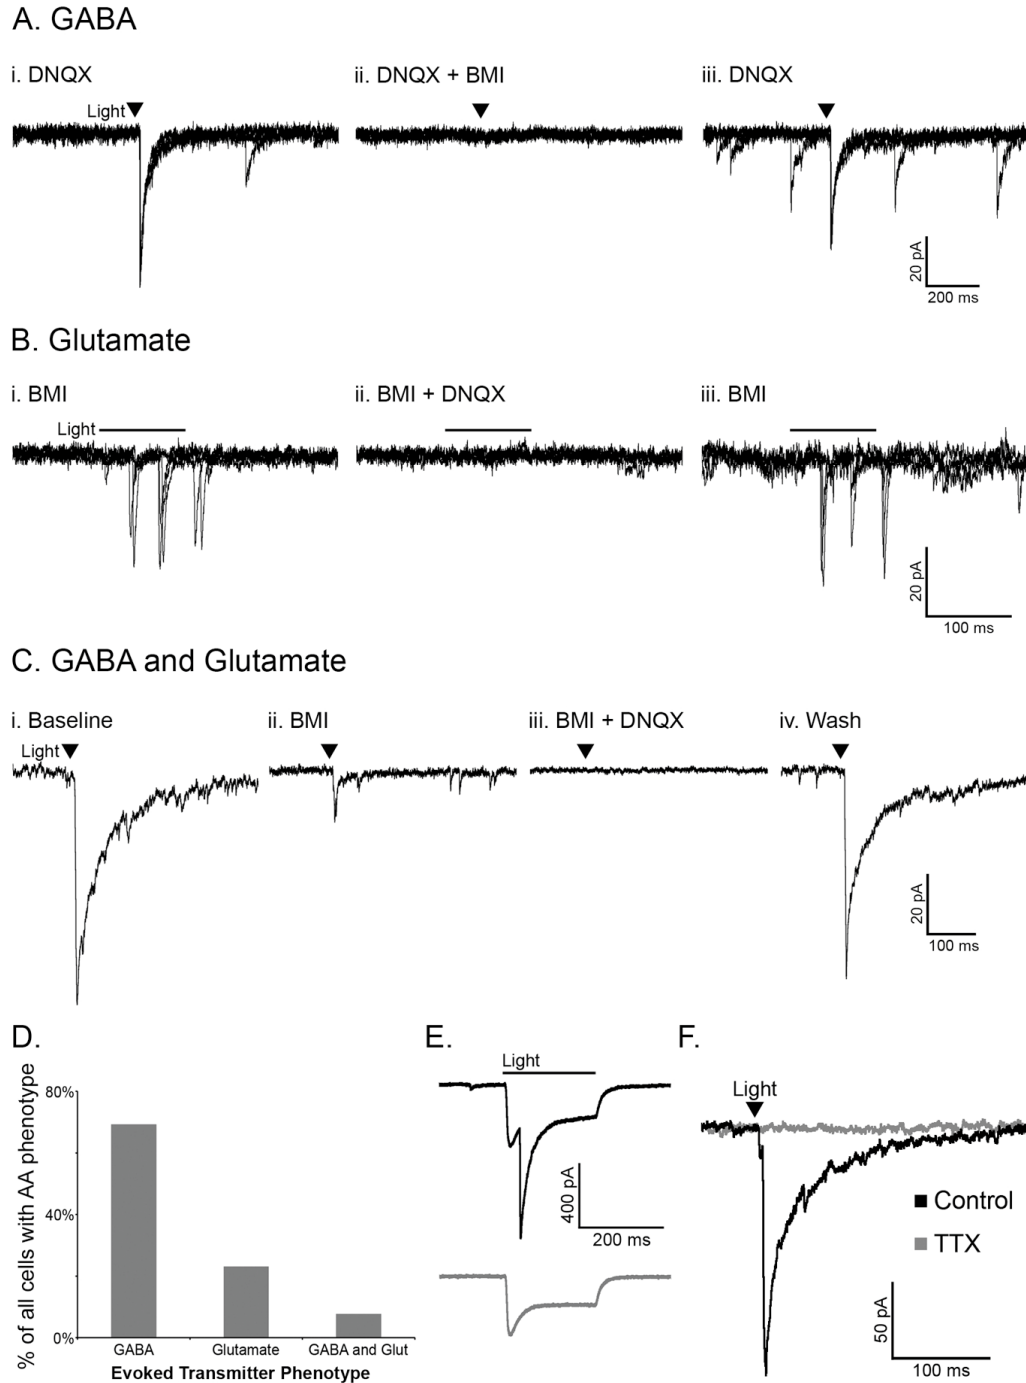 A. GABA
i. DNQX
ii. DNQX + BMI
iii. DNQX
Light
20 pA
200 ms
B. Glutamate
i. BMI
ii. BMI + DNQX
iii. BMI
Light
20 pA
100 ms
C. GABA and Glutamate
i. Baseline
ii. BMI
iii. BMI + DNQX
iv. Wash
Light
20 pA
100 ms
D.
% of all cells with AA phenotype
80%
40%
0%
GABA
Glutamate
GABA and Glut
Evoked Transmitter Phenotype
E.
Light
400 pA
200 ms
F.
Light
Control
TTX
50 pA
100 ms